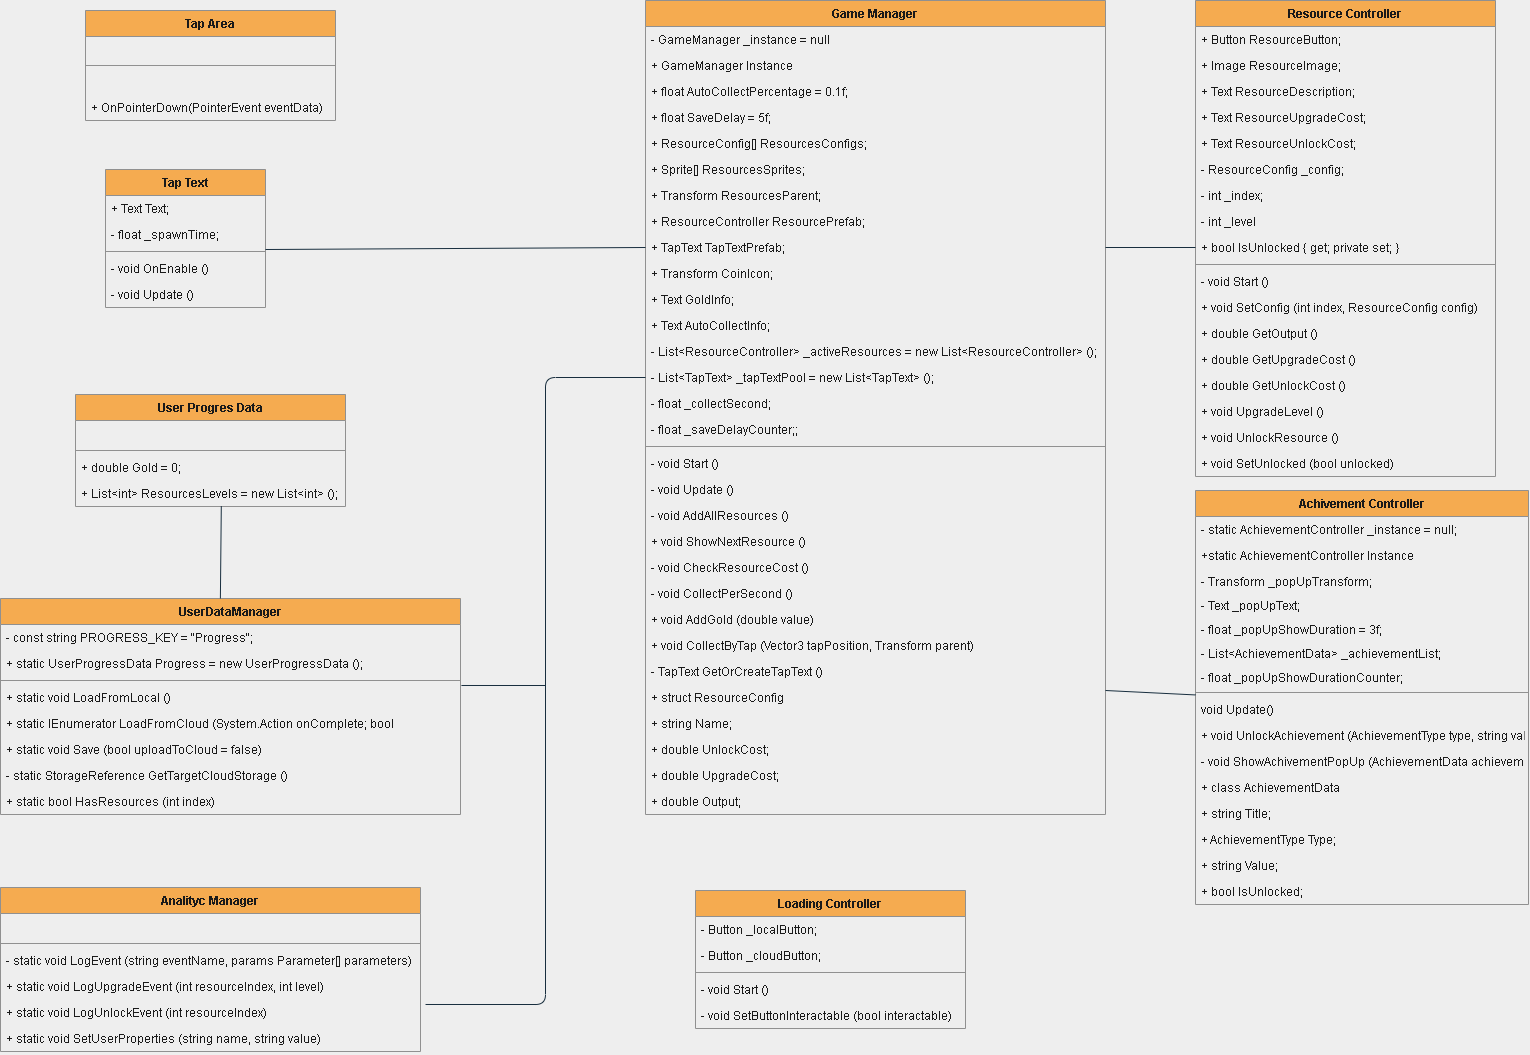 Tap Area
+ OnPointerDown(PointerEvent eventData)
Tap Text
+ Text Text;
- float _spawnTime;
- void OnEnable ()
- void Update ()
User Progres Data
+ double Gold = 0;
+ List<int> ResourcesLevels = new List<int> ();
UserDataManager
- const string PROGRESS_KEY = "Progress";
+ static UserProgressData Progress = new UserProgressData ();
+ static void LoadFromLocal ()
+ static IEnumerator LoadFromCloud (System.Action onComplete; bool
+ static void Save (bool uploadToCloud = false)
- static StorageReference GetTargetCloudStorage ()
+ static bool HasResources (int index)
Analityc Manager
- static void LogEvent (string eventName, params Parameter[] parameters)
+ static void LogUpgradeEvent (int resourceIndex, int level)
+ static void LogUnlockEvent (int resourceIndex)
+ static void SetUserProperties (string name, string value)
Game Manager
- GameManager _instance = null
+ GameManager Instance
+ float AutoCollectPercentage = 0.1f;
+ float SaveDelay = 5f;
+ ResourceConfig[] ResourcesConfigs;
+ Sprite[] ResourcesSprites;
+ Transform ResourcesParent;
+ ResourceController ResourcePrefab;
+ TapText TapTextPrefab;
+ Transform CoinIcon;
+ Text GoldInfo;
+ Text AutoCollectInfo;
- List<ResourceController> _activeResources = new List<ResourceController> ();
- List<TapText> _tapTextPool = new List<TapText> ();
- float _collectSecond;
- float _saveDelayCounter;;
- void Start ()
- void Update ()
- void AddAllResources ()
+ void ShowNextResource ()
- void CheckResourceCost ()
- void CollectPerSecond ()
+ void AddGold (double value)
+ void CollectByTap (Vector3 tapPosition, Transform parent)
- TapText GetOrCreateTapText ()
+ struct ResourceConfig
+ string Name;
+ double UnlockCost;
+ double UpgradeCost;
+ double Output;
Loading Controller
- Button _localButton;
- Button _cloudButton;
- void Start ()
- void SetButtonInteractable (bool interactable)
Resource Controller
+ Button ResourceButton;
+ Image ResourceImage;
+ Text ResourceDescription;
+ Text ResourceUpgradeCost;
+ Text ResourceUnlockCost;
- ResourceConfig _config;
- int _index;
- int _level
+ bool IsUnlocked { get; private set; }
- void Start ()
+ void SetConfig (int index, ResourceConfig config)
+ double GetOutput ()
+ double GetUpgradeCost ()
+ double GetUnlockCost ()
+ void UpgradeLevel ()
+ void UnlockResource ()
+ void SetUnlocked (bool unlocked)
Achivement Controller
- static AchievementController _instance = null;
+static AchievementController Instance
- Transform _popUpTransform;
- Text _popUpText;
- float _popUpShowDuration = 3f;
- List<AchievementData> _achievementList;
- float _popUpShowDurationCounter;
void Update()
+ void UnlockAchievement (AchievementType type, string val
- void ShowAchivementPopUp (AchievementData achievem
+ class AchievementData
+ string Title;
+ AchievementType Type;
+ string Value;
+ bool IsUnlocked;